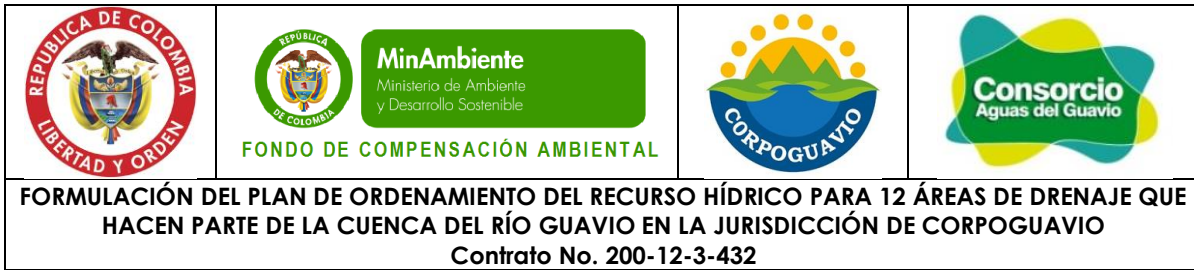 REPUBLICA DE COLOMBIA
LIBERTAD Y ORDEN
REPÚBLICA
DE COLOMBIA
MinAmbiente
Ministerio de Ambiente
y Desarrollo Sostenible
FONDO DE COMPENSACIÓN AMBIENTAL
CORPOGUAVIO
Consorcio
Aguas del Guavio
FORMULACIÓN DEL PLAN DE ORDENAMIENTO DEL RECURSO HÍDRICO PARA 12 ÁREAS DE DRENAJE QUE
HACEN PARTE DE LA CUENCA DEL RÍO GUAVIO EN LA JURISDICCIÓN DE CORPOGUAVIO
Contrato No. 200-12-3-432